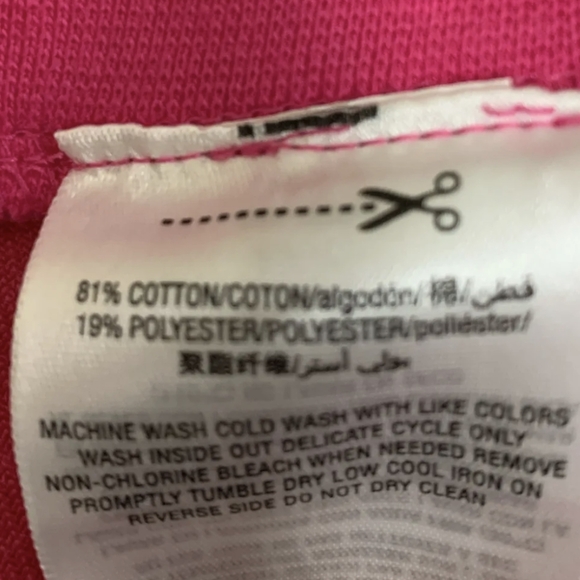 81% COTTON/COTON/algodón/棉/قطن
19% POLYESTER/POLYESTER/poliéster/
聚酯纤维/بولي أستر
MACHINE WASH COLD WASH WITH LIKE COLORS
WASH INSIDE OUT DELICATE CYCLE ONLY
NON-CHLORINE BLEACH WHEN NEEDED REMOVE
PROMPTLY TUMBLE DRY LOW COOL IRON ON
REVERSE SIDE DO NOT DRY CLEAN